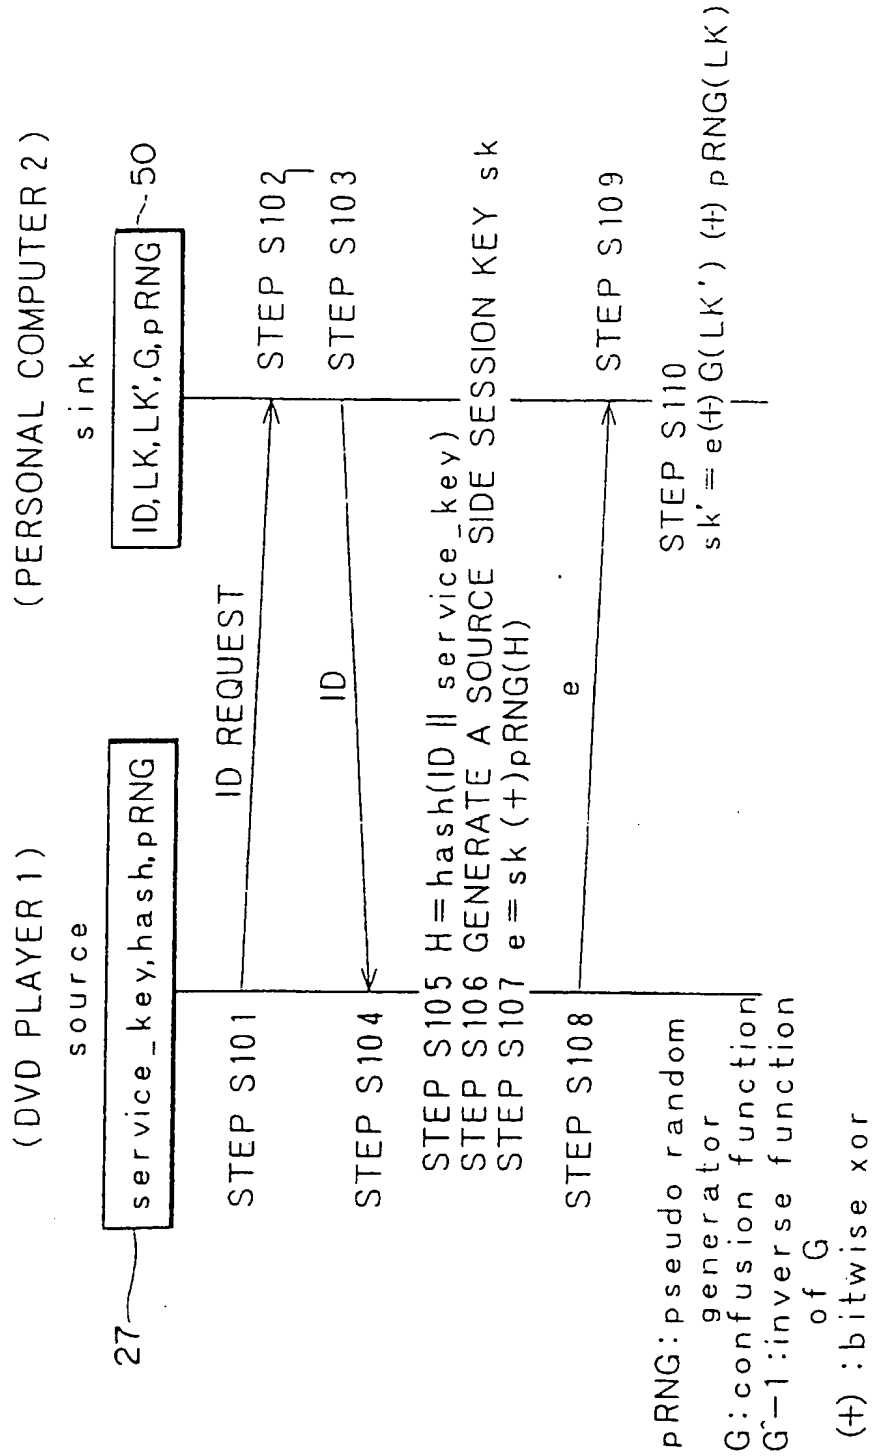 (DVD PLAYER 1)
(PERSONAL COMPUTER 2)
source
sink
27
service_key,hash,pRNG
ID,LK,LK',G,pRNG
50
STEP S101
ID REQUEST
STEP S102
STEP S104
ID
STEP S103
STEP S105 H=hash(ID || service_key)
STEP S106 GENERATE A SOURCE SIDE SESSION KEY sk
STEP S107 e=sk (+)pRNG(H)
STEP S108
e
STEP S109
STEP S110
sk'=e(+)G(LK') (+)pRNG(LK)
pRNG:pseudo random
generator
G:confusion function
G^-1:inverse function
of G
(+) :bitwise xor